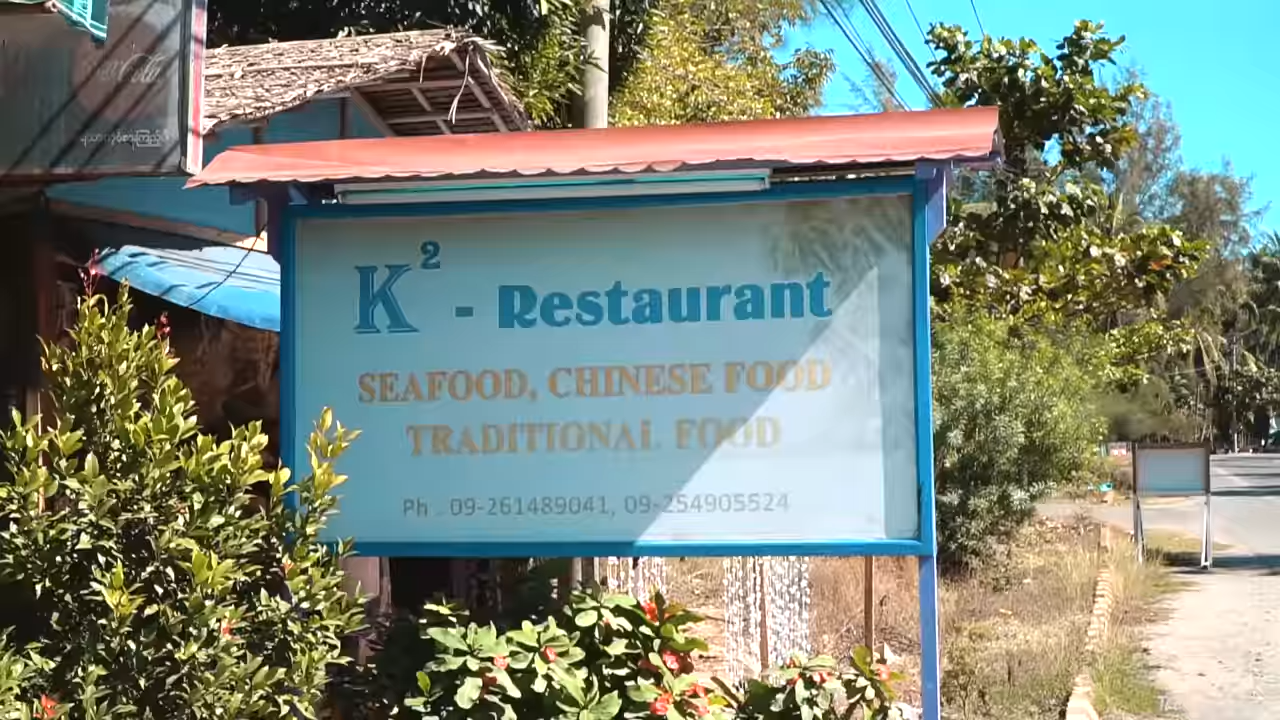 K² - Restaurant
SEAFOOD, CHINESE FOOD
TRADITIONAL FOOD
Ph . 09-261489041, 09-254905524